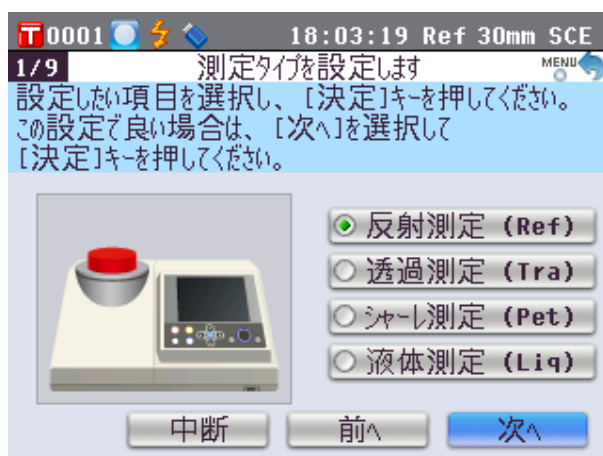 T0001 18:03:19 Ref 30mm SCE
1/9 測定タイプを設定します MENU
設定したい項目を選択し、[決定]キーを押してください。
この設定で良い場合は、[次へ]を選択して
[決定]キーを押してください。
反射測定 (Ref)
透過測定 (Tra)
シャーレ測定 (Pet)
液体測定 (Liq)
中断 前へ 次へ